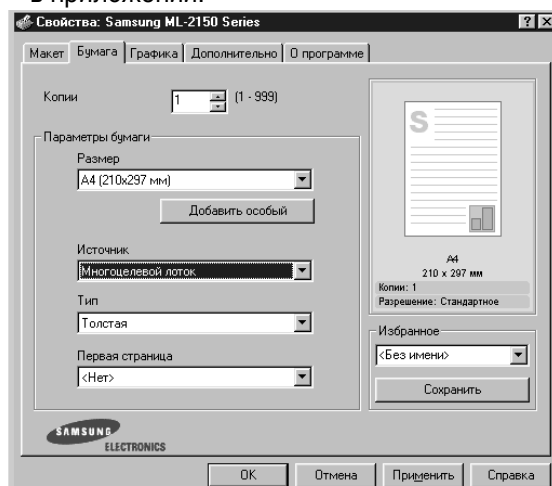 в приложении.
Свойства: Samsung ML-2150 Series
Макет Бумага Графика Дополнительно О программе
Копии 1 (1 - 999)
Параметры бумаги
Размер
A4 (210x297 мм)
Добавить особый
Источник
Многоцелевой лоток
Тип
Толстая
Первая страница
<Нет>
S
A4
210 x 297 мм
Копии: 1
Разрешение: Стандартное
Избранное
<Без имени>
Сохранить
SAMSUNG
ELECTRONICS
OK Отмена Применить Справка